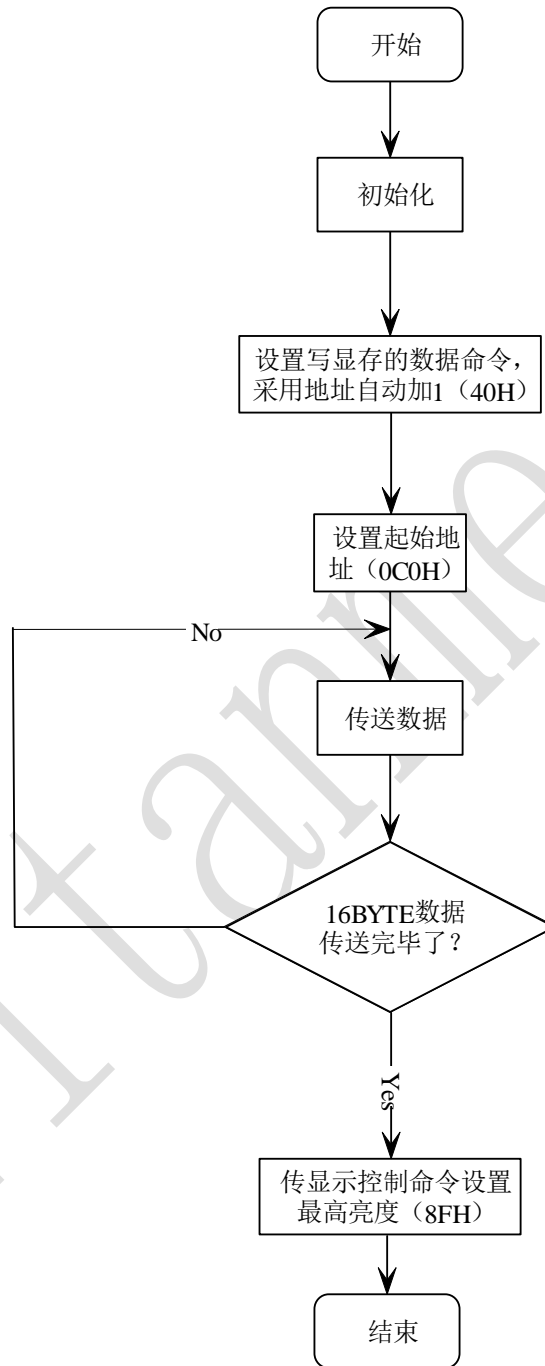 开始
初始化
设置写显存的数据命令，
采用地址自动加1（40H）
设置起始地
址（0C0H）
No
传送数据
16BYTE数据
传送完毕了？
Yes
传显示控制命令设置
最高亮度（8FH）
结束